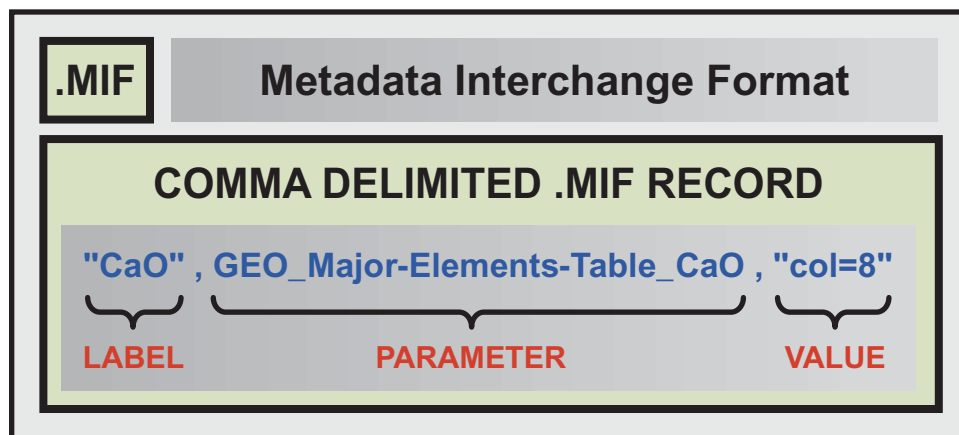 .MIF
Metadata Interchange Format
COMMA DELIMITED .MIF RECORD
"CaO" , GEO_Major-Elements-Table_CaO , "col=8"
LABEL PARAMETER VALUE